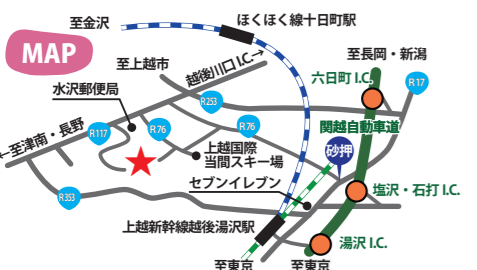 至金沢
ほくほく線十日町駅
MAP
至上越市
越後川口I.C.→
至長岡・新潟
六日町 I.C.
R17
水沢郵便局
R253
関越自動車道
R117
R76
R76
砂押
←至津南・長野
上越国際
当間スキー場
セブンイレブン
塩沢・石打 I.C.
R353
上越新幹線越後湯沢駅
湯沢 I.C.
至東京
至東京